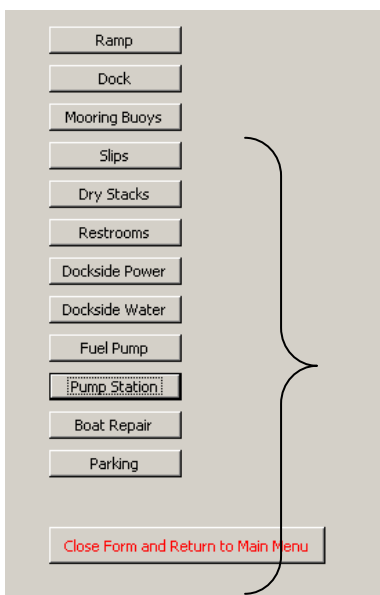 Ramp
Dock
Mooring Buoys
Slips
Dry Stacks
Restrooms
Dockside Power
Dockside Water
Fuel Pump
Pump Station
Boat Repair
Parking
Close Form and Return to Main Menu